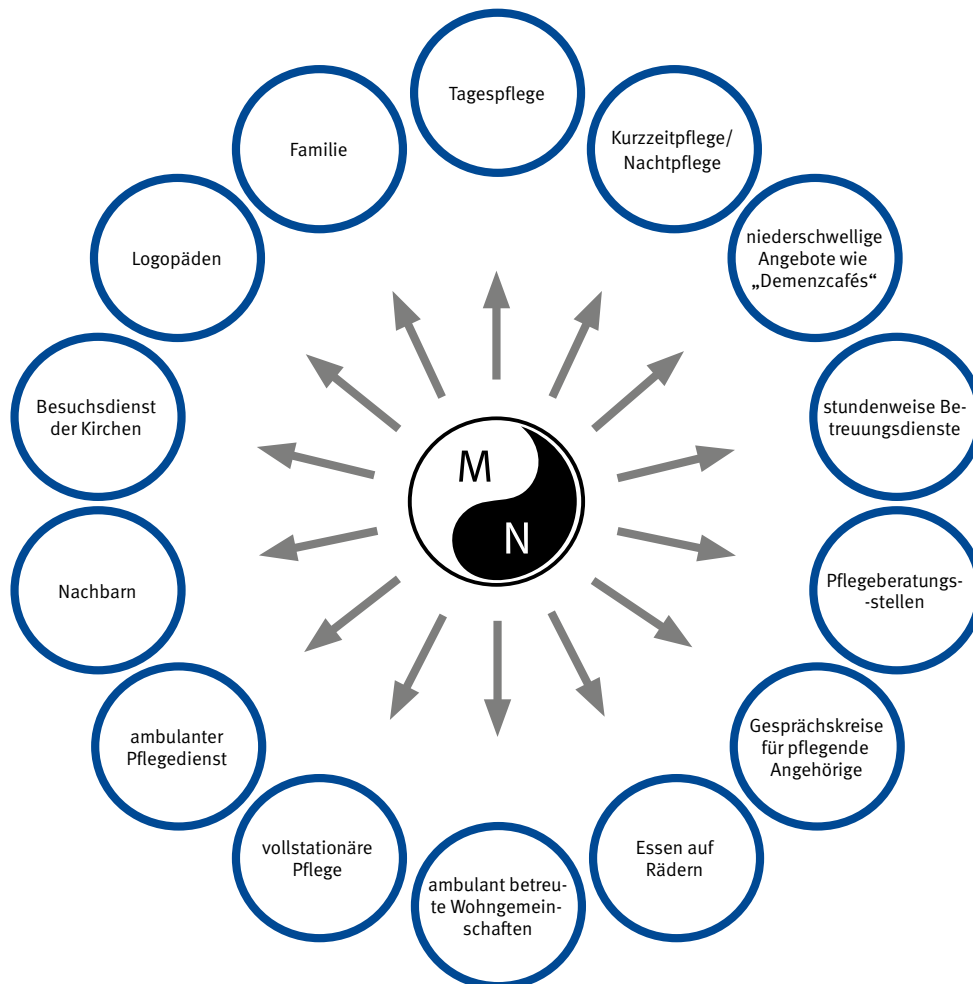 Tagespflege
Kurzzeitpflege/
Nachtpflege
niederschwellige
Angebote wie
„Demenzcafés“
stundenweise Be-
treuungsdienste
Pflegeberatungs-
-stellen
Gesprächskreise
für pflegende
Angehörige
Essen auf
Rädern
ambulant betreu-
te Wohngemein-
schaften
vollstationäre
Pflege
ambulanter
Pflegedienst
Nachbarn
Besuchsdienst
der Kirchen
Logopäden
Familie
M
N